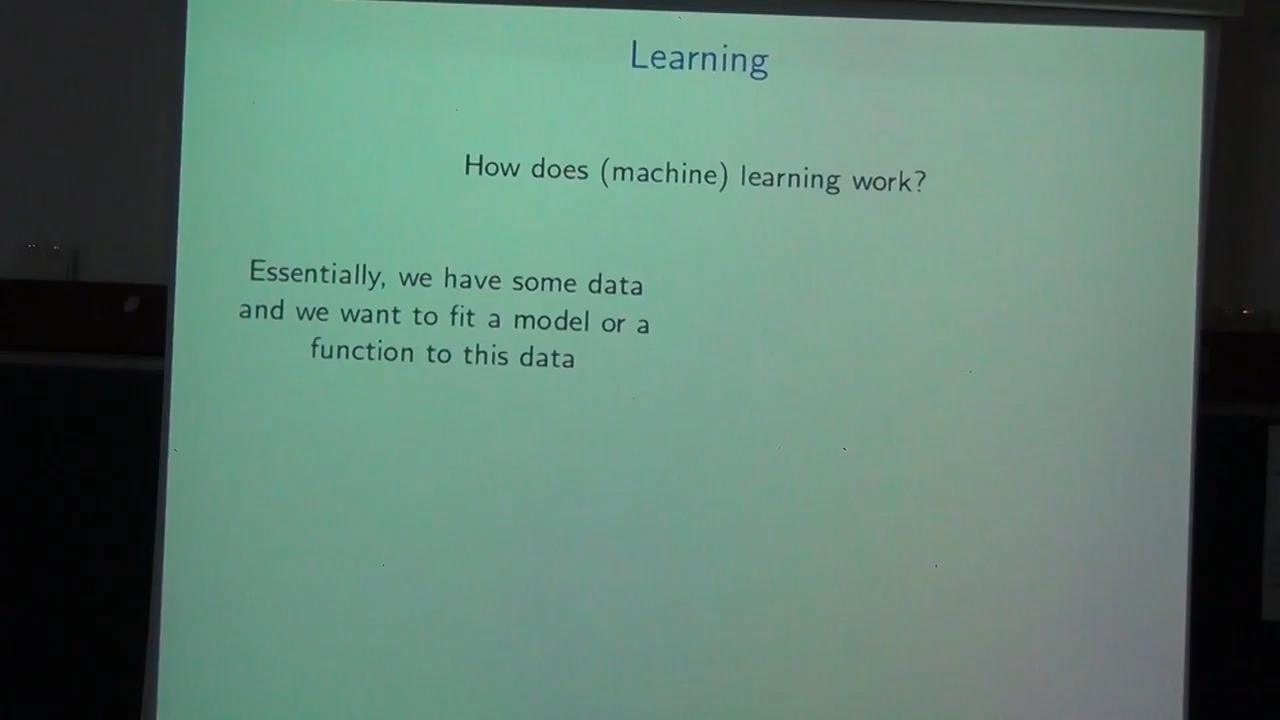 Learning
How does (machine) learning work?
Essentially, we have some data
and we want to fit a model or a
function to this data